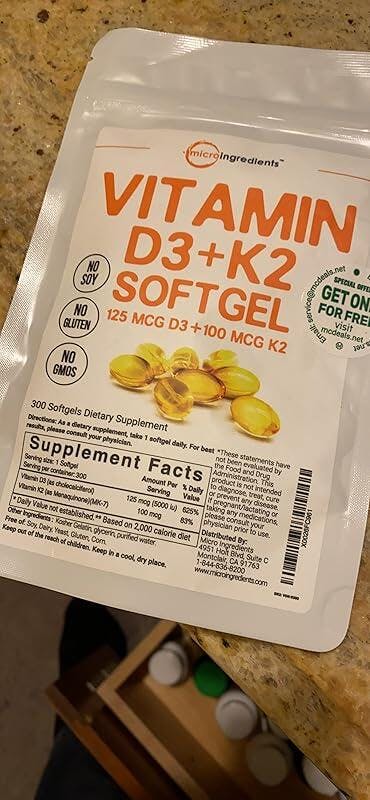 microIngredients™
VITAMIN
D3+K2
SOFTGEL
125 MCG D3+100 MCG K2
NO
SOY
NO
GLUTEN
NO
GMOS
SPECIAL OFFER
GET ONE
FOR FREE
visit
mcdeals.net
Email: service@mcdeals.net
300 Softgels Dietary Supplement
Directions: As a dietary supplement, take 1 softgel daily. For best
results, please consult your physician.
Supplement Facts
Serving size: 1 Softgel
Serving per container: 300
Amount Per
Serving
% Daily
Value
Vitamin D3 (as cholecalciferol) 125 mcg (5000 iu) 625%
Vitamin K2 (as Menaquinone)(MK-7) 100 mcg 83%
* Daily Value not established ** Based on 2,000 calorie diet
Other Ingredients: Kosher Gelatin, glycerin, purified water.
Free of: Soy, Dairy, Yeast, Gluten, Corn.
Keep out of the reach of children. Keep in a cool, dry place.
*These statements have
not been evaluated by
the Food and Drug
Administration. This
product is not intended
to diagnose, treat, cure
or prevent any disease.
If pregnant/lactating or
taking any medications,
please consult your
physician prior to use.
Distributed By:
Micro Ingredients
4951 Holt Blvd, Suite C
Montclair, CA 91763
1-844-836-8200
www.microingredients.com